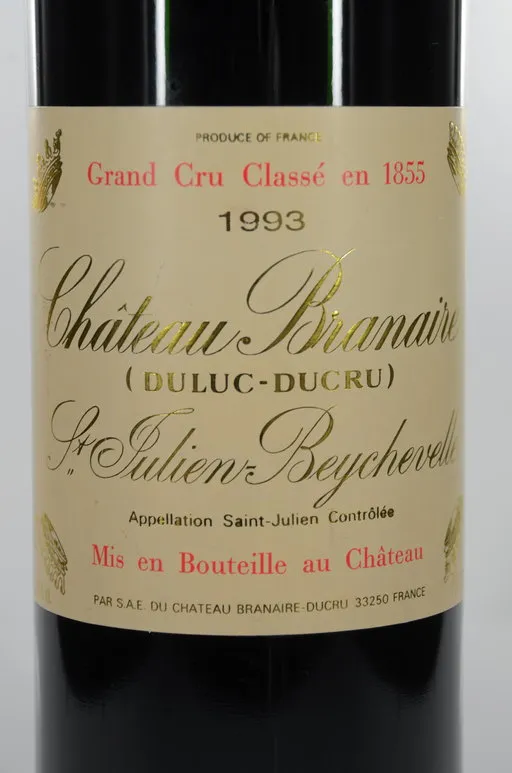 PRODUCE OF FRANCE
Grand Cru Classé en 1855
1993
Château Branaire
(DULUC-DUCRU)
St Julien-Beychevelle
Appellation Saint-Julien Contrôlée
Mis en Bouteille au Château
PAR S.A.E. DU CHATEAU BRANAIRE-DUCRU 33250 FRANCE